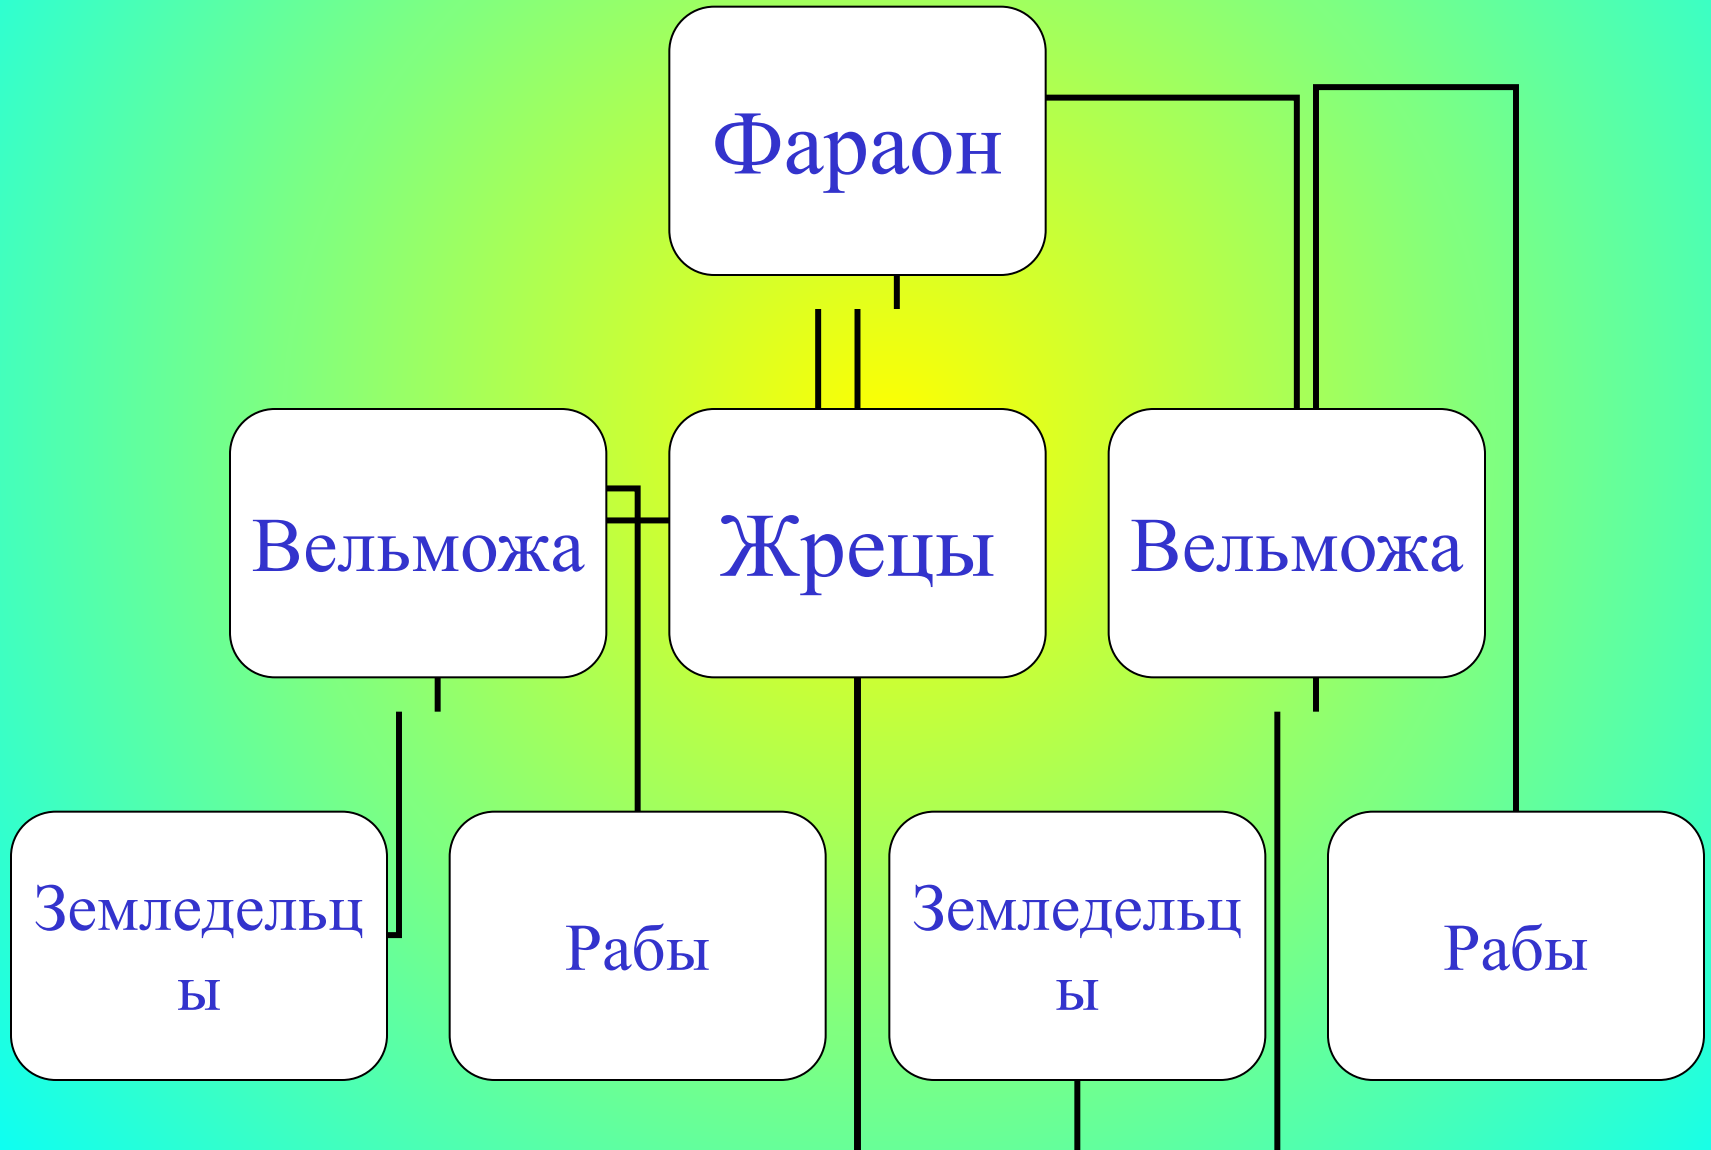 Фараон
Вельможа
Жрецы
Вельможа
Земледельц
ы
Рабы
Земледельц
ы
Рабы